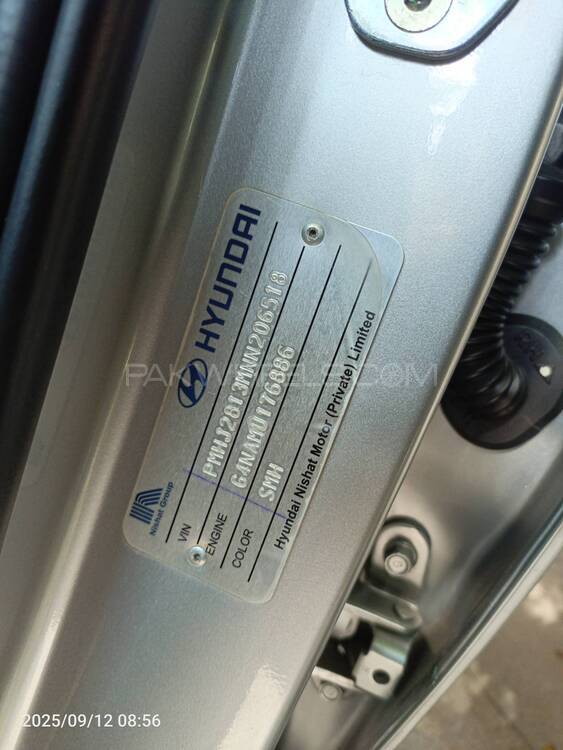 HYUNDAI
VIN PMHJ2813MNN206518
ENGINE G4NAMU176886
COLOR SMH
Hyundai Nishat Motor (Private) Limited
Nishat Group
PAKWHEELS.COM
2025/09/12 08:56